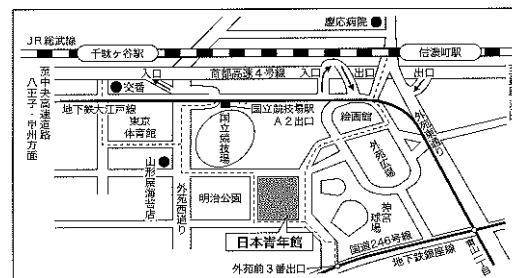 慶応病院
JR総武線
千駄ヶ谷駅
信濃町駅
入口
首都高速4号線
入口
出口
出口
交番
至中央高速道路
八王子・甲州方面
地下鉄大江戸線
国立競技場駅
A2出口
東京
体育館
国立競技場
絵画館
外苑東通り
山形屋海苔店
外苑西通り
明治公園
外苑広場
神宮
球場
日本青年館
国道246号線
地下鉄銀座線
外苑前3番出口
青山一丁目